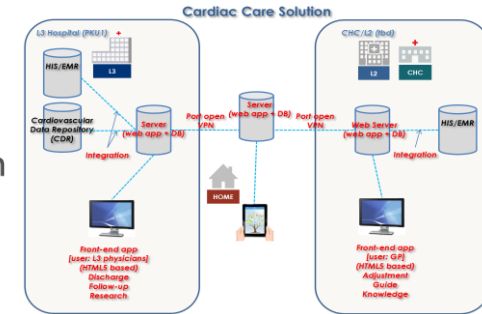 Cardiac Care Solution
L3 Hospital (PKU1)
HIS/EMR
L3
Cardiovascular
Data Repository
(CDR)
Integration
Server
(web app + DB)
Port open
VPN
Server
(web app + DB)
Port open
VPN
HOME
Front-end app
[user: L3 physicians]
(HTML5 based)
Discharge
Follow-up
Research
CHC/L2 (tbd)
L2
CHC
Web Server
(web app + DB)
HIS/EMR
Integration
Front-end app
[user: GP]
(HTML5 based)
Adjustment
Guide
Knowledge
n